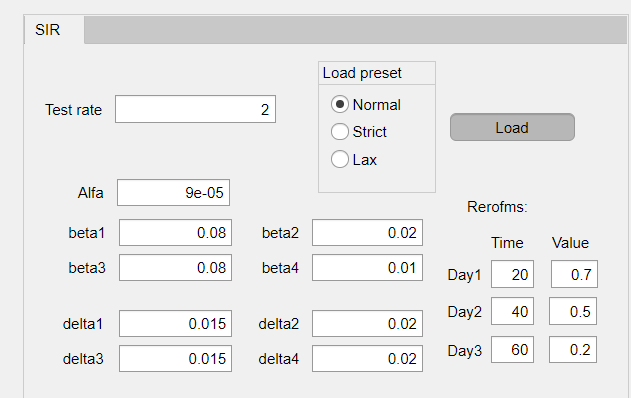 SIR
Load preset
Test rate 2
Normal
Strict
Lax
Load
Alfa 9e-05
beta1 0.08 beta2 0.02
beta3 0.08 beta4 0.01
delta1 0.015 delta2 0.02
delta3 0.015 delta4 0.02
Rerofms:
Time Value
Day1 20 0.7
Day2 40 0.5
Day3 60 0.2